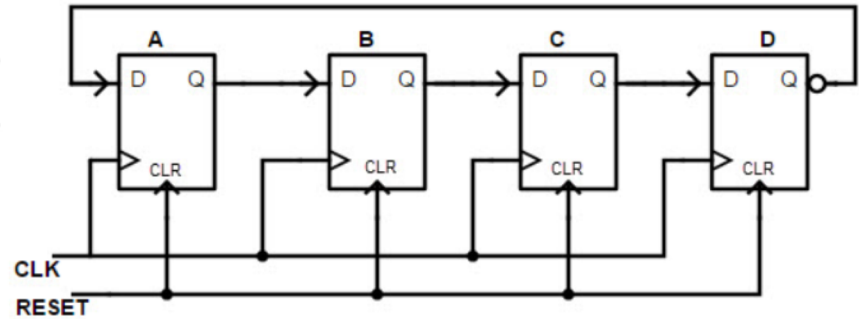 A B C D
D Q D Q D Q D Q
CLR CLR CLR CLR
CLK
RESET